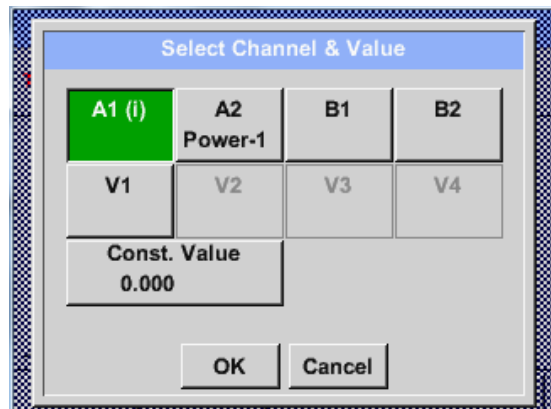 Select Channel & Value
A1 (i)
A2
Power-1
B1
B2
V1
V2
V3
V4
Const. Value
0.000
OK
Cancel